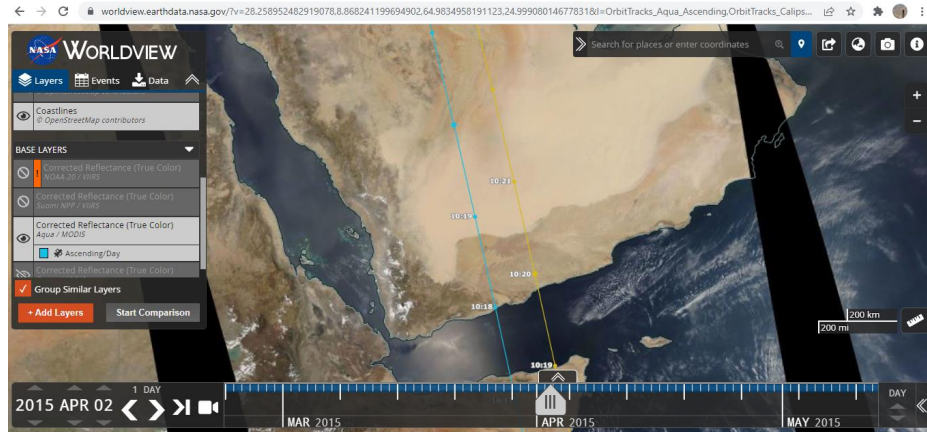 worldview.earthdata.nasa.gov/?v=28.258952482919078,8.868241199694902,64.9834958191123,24.99908014677831&l=OrbitTracks_Aqua_Ascending,OrbitTracks_Calips...
NASA WORLDVIEW
Search for places or enter coordinates
Layers Events Data
Coastlines
© OpenStreetMap contributors
BASE LAYERS
Corrected Reflectance (True Color)
NOAA-20 / VIIRS
Corrected Reflectance (True Color)
Suomi NPP / VIIRS
Corrected Reflectance (True Color)
Aqua / MODIS
Ascending/Day
Corrected Reflectance (True Color)
Group Similar Layers
+ Add Layers Start Comparison
10:21
10:19
10:20
10:18
10:19
200 km
200 mi
1 DAY
2015 APR 02
MAR 2015
APR 2015
MAY 2015
DAY